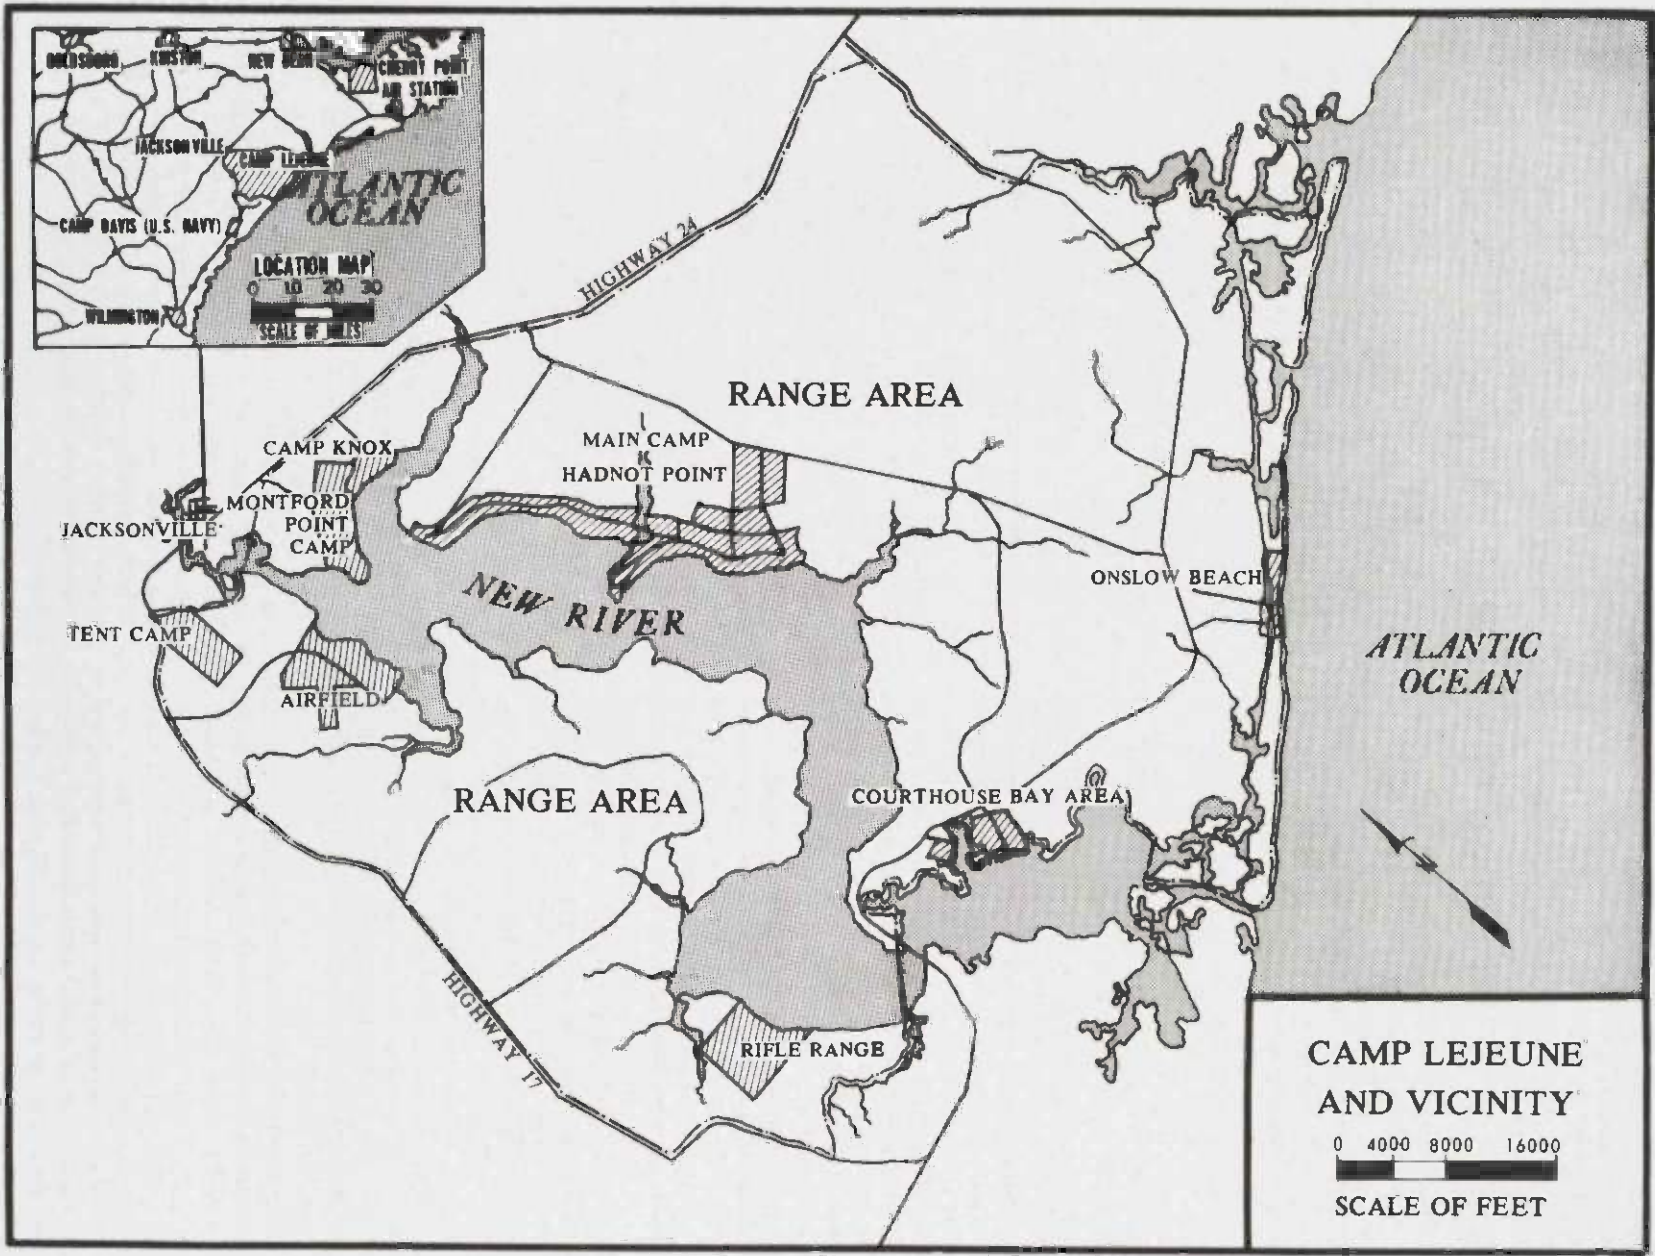 GOLDSBORO
KINSTON
NEW BERN
CHERRY POINT
AIR STATION
JACKSONVILLE
CAMP LEJEUNE
ATLANTIC
OCEAN
CAMP DAVIS (U.S. NAVY)
LOCATION MAP
0 10 20 30
SCALE OF MILES
WILMINGTON
HIGHWAY 24
RANGE AREA
CAMP KNOX
MAIN CAMP
HADNOT POINT
MONTFORD
POINT
CAMP
JACKSONVILLE
NEW RIVER
ONSLOW BEACH
TENT CAMP
AIRFIELD
ATLANTIC
OCEAN
RANGE AREA
COURTHOUSE BAY AREA
HIGHWAY 17
RIFLE RANGE
CAMP LEJEUNE
AND VICINITY
0 4000 8000 16000
SCALE OF FEET